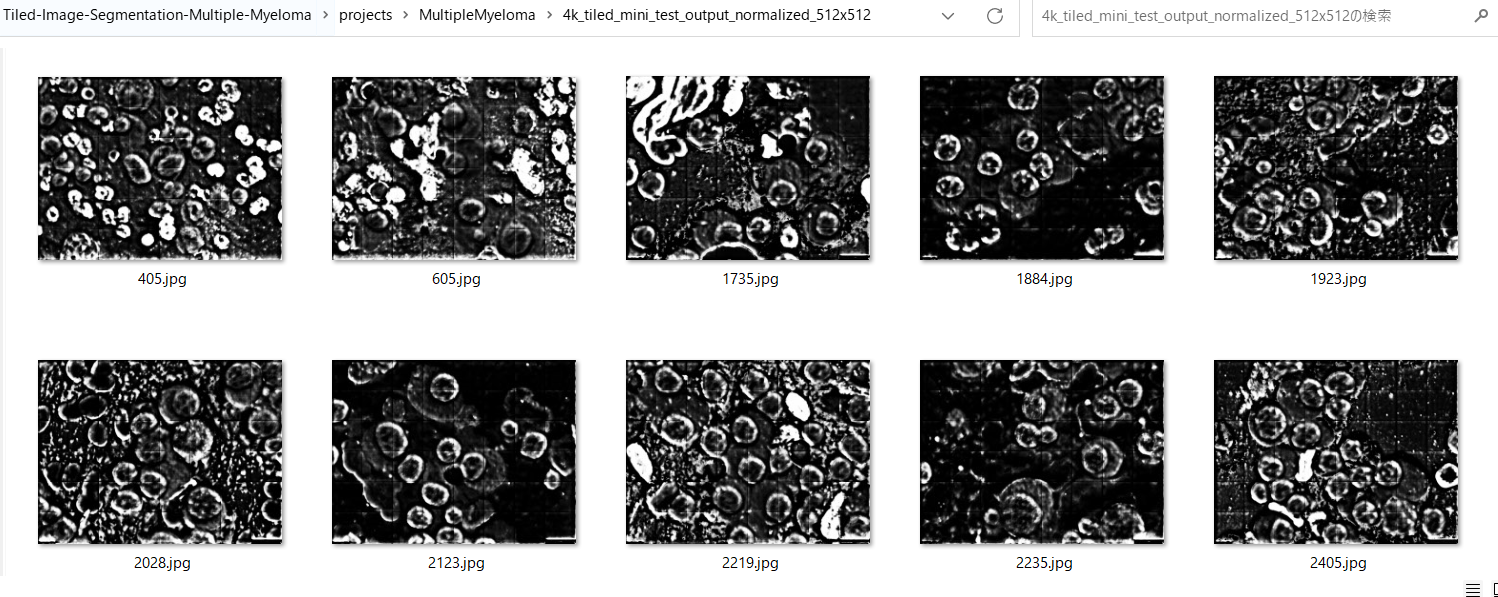 Tiled-Image-Segmentation-Multiple-Myeloma > projects > MultipleMyeloma > 4k_tiled_mini_test_output_normalized_512x512
4k_tiled_mini_test_output_normalized_512x512の検索
405.jpg 605.jpg 1735.jpg 1884.jpg 1923.jpg
2028.jpg 2123.jpg 2219.jpg 2235.jpg 2405.jpg